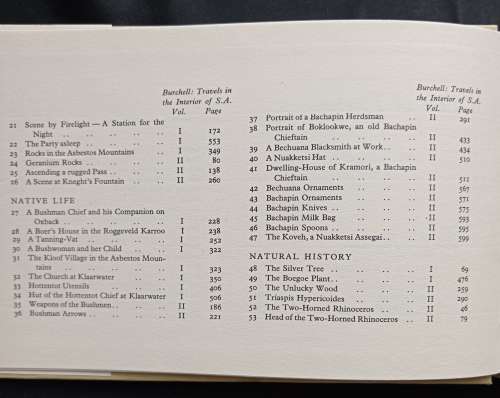 Burchell: Travels in
the Interior of S.A.
Vol. Page
21 Scene by Firelight — A Station for the
Night .. .. .. .. .. I 172
22 The Party asleep .. .. .. .. I 553
23 Rocks in the Asbestos Mountains .. I 349
24 Geranium Rocks .. .. .. .. II 80
25 Ascending a rugged Pass .. .. .. II 138
26 A Scene at Kneght's Fountain .. .. II 260
NATIVE LIFE
27 A Bushman Chief and his Companion on
Oxback .. .. .. .. .. I 228
28 A Boer's House in the Roggeveld Karroo I 238
29 A Tanning-Vat .. .. .. .. I 252
30 A Bushwoman and her Child .. .. I 322
31 The Kloof Village in the Asbestos Moun-
tains .. .. .. .. .. I 323
32 The Church at Klaarwater .. .. I 350
33 Hottentot Utensils .. .. .. I 406
34 Hut of the Hottentot Chief at Klaarwater I 506
35 Weapons of the Bushmen .. .. .. II 186
36 Bushman Arrows .. .. .. .. II 221
Burchell: Travels in
the Interior of S.A.
Vol. Page
37 Portrait of a Bachapin Herdsman .. II 291
38 Portrait of Boklookwe, an old Bachapin
Chieftain .. .. .. .. II 433
39 A Bechuana Blacksmith at Work .. .. II 434
40 A Nuakketsi Hat .. .. .. .. II 510
41 Dwelling-House of Kramori, a Bachapin
Chieftain .. .. .. .. II 512
42 Bechuana Ornaments .. .. .. II 567
43 Bachapin Ornaments .. .. .. II 571
44 Bachapin Knives .. .. .. .. II 575
45 Bachapin Milk Bag .. .. .. II 593
46 Bachapin Spoons .. .. .. .. II 595
47 The Koveh, a Nuakketsi Assegai .. .. II 599
NATURAL HISTORY
48 The Silver Tree .. .. .. .. I 69
49 The Boegoe Plant .. .. .. .. I 476
50 The Unlucky Wood .. .. .. II 259
51 Triaspis Hypericoides .. .. .. II 290
52 The Two-Horned Rhinoceros .. .. II 46
53 Head of the Two-Horned Rhinoceros .. II 79